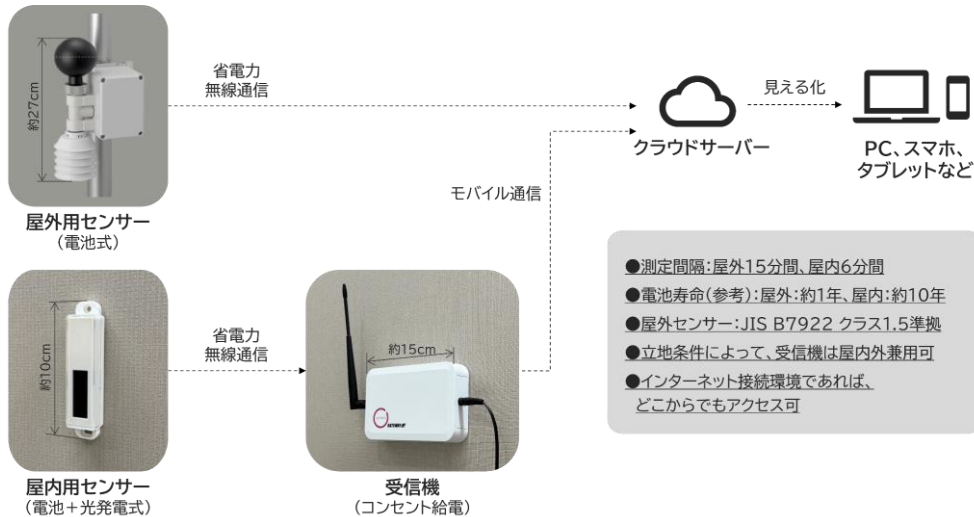 約27cm
屋外用センサー
(電池式)
省電力
無線通信
クラウドサーバー
見える化
PC、スマホ、
タブレットなど
モバイル通信
約10cm
屋内用センサー
(電池+光発電式)
省電力
無線通信
約15cm
受信機
(コンセント給電)
●測定間隔:屋外15分間、屋内6分間
●電池寿命(参考):屋外:約1年、屋内:約10年
●屋外センサー:JIS B7922 クラス1.5準拠
●立地条件によって、受信機は屋内外兼用可
●インターネット接続環境であれば、
どこからでもアクセス可